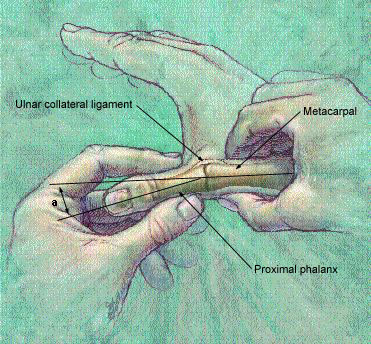 Ulnar collateral ligament
Metacarpal
a
Proximal phalanx